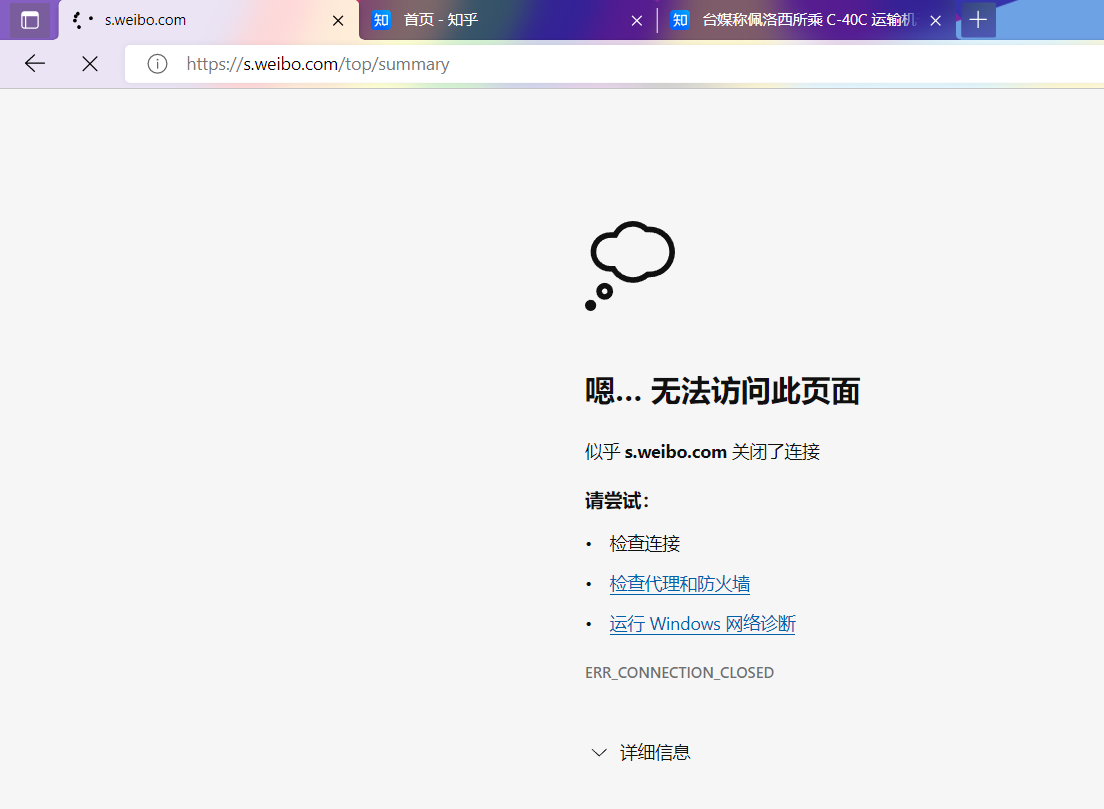 s.weibo.com
知 首页 - 知乎
知 台媒称佩洛西所乘 C-40C 运输机
https://s.weibo.com/top/summary
嗯… 无法访问此页面
似乎 s.weibo.com 关闭了连接
请尝试：
• 检查连接
• 检查代理和防火墙
• 运行 Windows 网络诊断
ERR_CONNECTION_CLOSED
详细信息